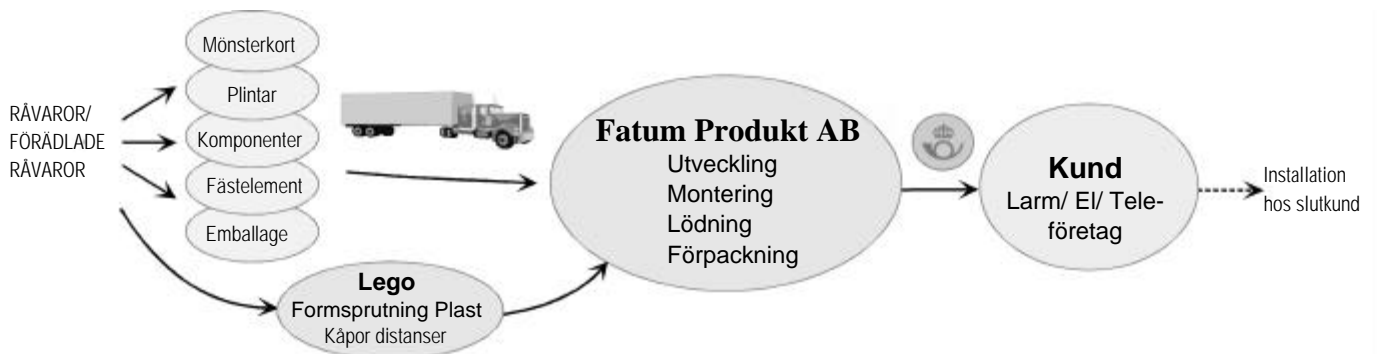 RÅVAROR/
FÖRÄDLADE
RÅVAROR
Mönsterkort
Plintar
Komponenter
Fästelement
Emballage
Lego
Formsprutning Plast
Kåpor distanser
Fatum Produkt AB
Utveckling
Montering
Lödning
Förpackning
Kund
Larm/ El/ Tele-
företag
Installation
hos slutkund